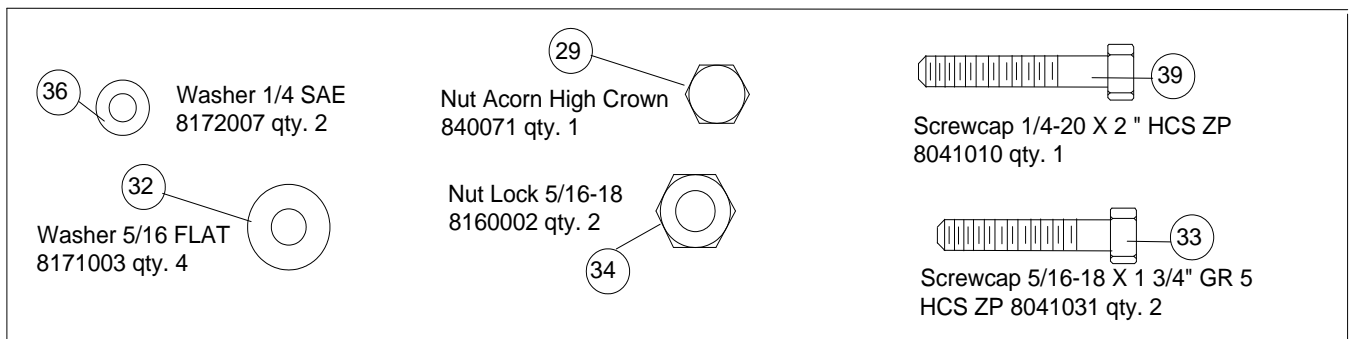 36
Washer 1/4 SAE
8172007 qty. 2
32
Washer 5/16 FLAT
8171003 qty. 4
29
Nut Acorn High Crown
840071 qty. 1
Nut Lock 5/16-18
8160002 qty. 2
34
39
Screwcap 1/4-20 X 2 " HCS ZP
8041010 qty. 1
33
Screwcap 5/16-18 X 1 3/4" GR 5
HCS ZP 8041031 qty. 2